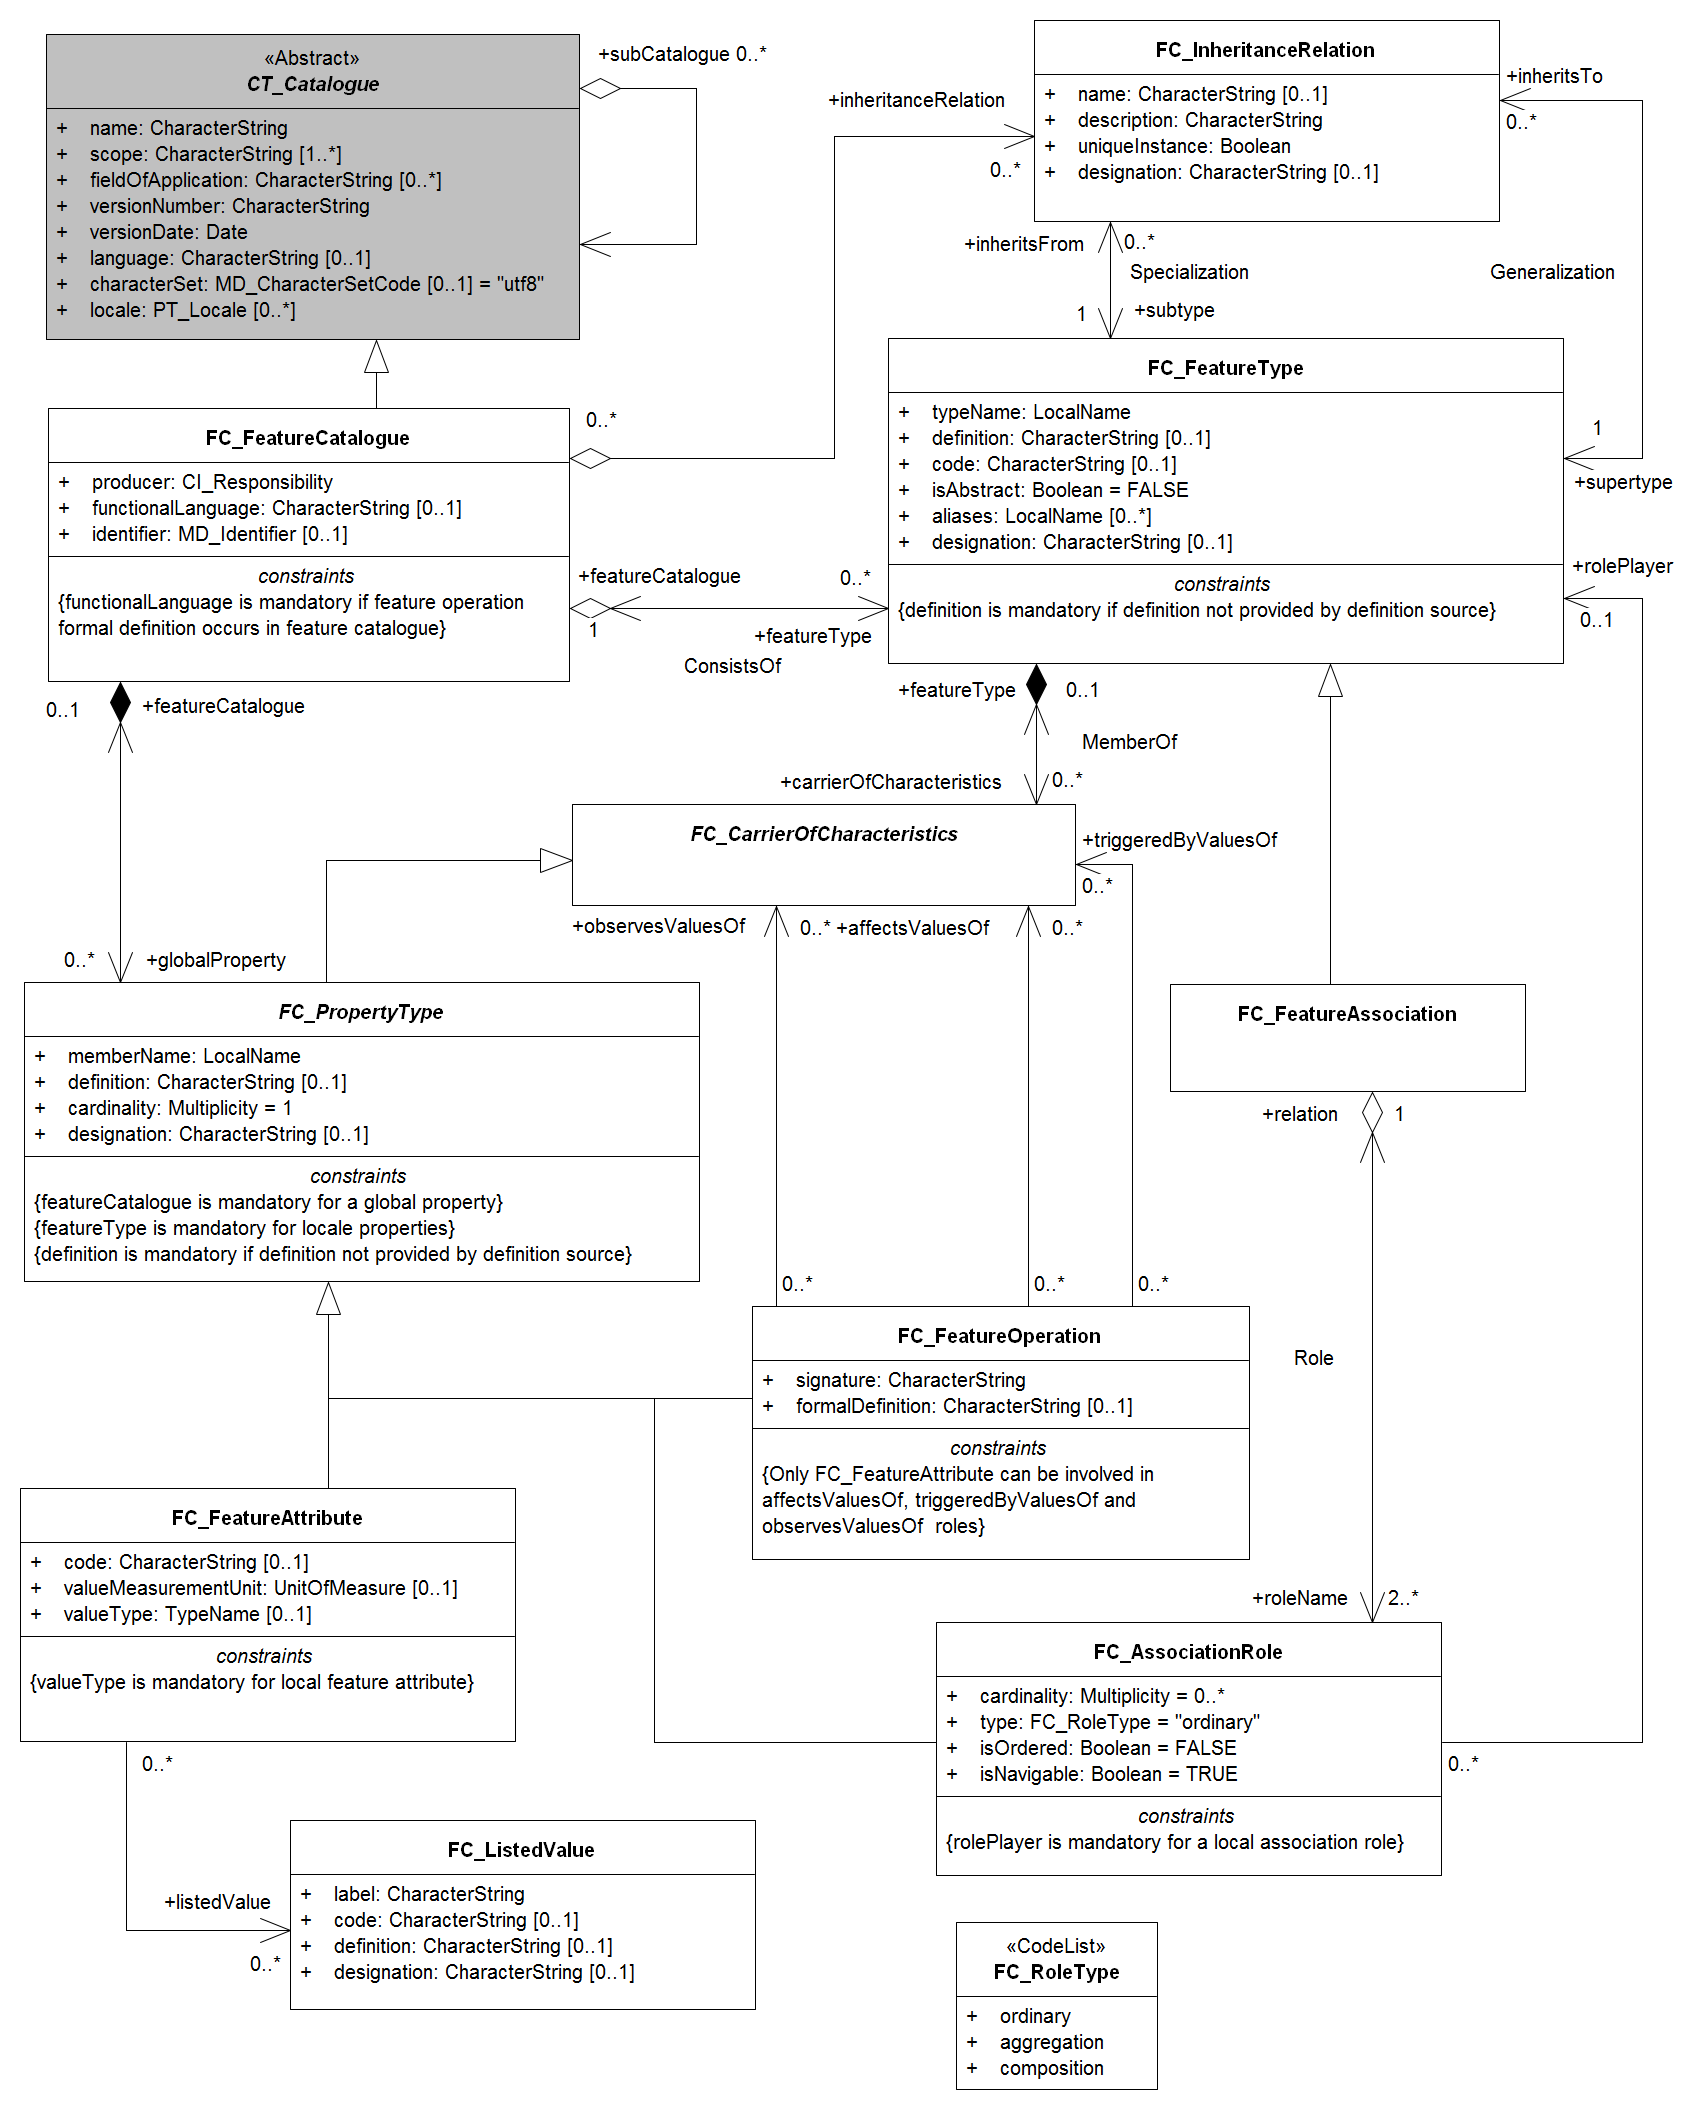 «Abstract»
CT_Catalogue
+ name: CharacterString
+ scope: CharacterString [1..*]
+ fieldOfApplication: CharacterString [0..*]
+ versionNumber: CharacterString
+ versionDate: Date
+ language: CharacterString [0..1]
+ characterSet: MD_CharacterSetCode [0..1] = "utf8"
+ locale: PT_Locale [0..*]
+subCatalogue 0..*
+inheritanceRelation
0..*
FC_InheritanceRelation
+ name: CharacterString [0..1]
+ description: CharacterString
+ uniqueInstance: Boolean
+ designation: CharacterString [0..1]
+inheritsTo
0..*
+inheritsFrom
0..*
Specialization
Generalization
1
+subtype
FC_FeatureType
+ typeName: LocalName
+ definition: CharacterString [0..1]
+ code: CharacterString [0..1]
+ isAbstract: Boolean = FALSE
+ aliases: LocalName [0..*]
+ designation: CharacterString [0..1]
constraints
{definition is mandatory if definition not provided by definition source}
1
+supertype
+rolePlayer
0..1
FC_FeatureCatalogue
+ producer: CI_Responsibility
+ functionalLanguage: CharacterString [0..1]
+ identifier: MD_Identifier [0..1]
constraints
{functionalLanguage is mandatory if feature operation
formal definition occurs in feature catalogue}
0..*
+featureCatalogue
1
0..*
+featureType
ConsistsOf
0..1
+featureCatalogue
+featureType
0..1
MemberOf
+carrierOfCharacteristics
0..*
FC_CarrierOfCharacteristics
+triggeredByValuesOf
0..*
+observesValuesOf
0..*
+affectsValuesOf
0..*
0..*
+globalProperty
FC_PropertyType
+ memberName: LocalName
+ definition: CharacterString [0..1]
+ cardinality: Multiplicity = 1
+ designation: CharacterString [0..1]
constraints
{featureCatalogue is mandatory for a global property}
{featureType is mandatory for locale properties}
{definition is mandatory if definition not provided by definition source}
FC_FeatureAssociation
+relation
1
0..*
0..*
0..*
FC_FeatureOperation
+ signature: CharacterString
+ formalDefinition: CharacterString [0..1]
constraints
{Only FC_FeatureAttribute can be involved in
affectsValuesOf, triggeredByValuesOf and
observesValuesOf roles}
Role
FC_FeatureAttribute
+ code: CharacterString [0..1]
+ valueMeasurementUnit: UnitOfMeasure [0..1]
+ valueType: TypeName [0..1]
constraints
{valueType is mandatory for local feature attribute}
+roleName
2..*
FC_AssociationRole
+ cardinality: Multiplicity = 0..*
+ type: FC_RoleType = "ordinary"
+ isOrdered: Boolean = FALSE
+ isNavigable: Boolean = TRUE
constraints
{rolePlayer is mandatory for a local association role}
0..*
0..*
+listedValue
0..*
FC_ListedValue
+ label: CharacterString
+ code: CharacterString [0..1]
+ definition: CharacterString [0..1]
+ designation: CharacterString [0..1]
«CodeList»
FC_RoleType
+ ordinary
+ aggregation
+ composition